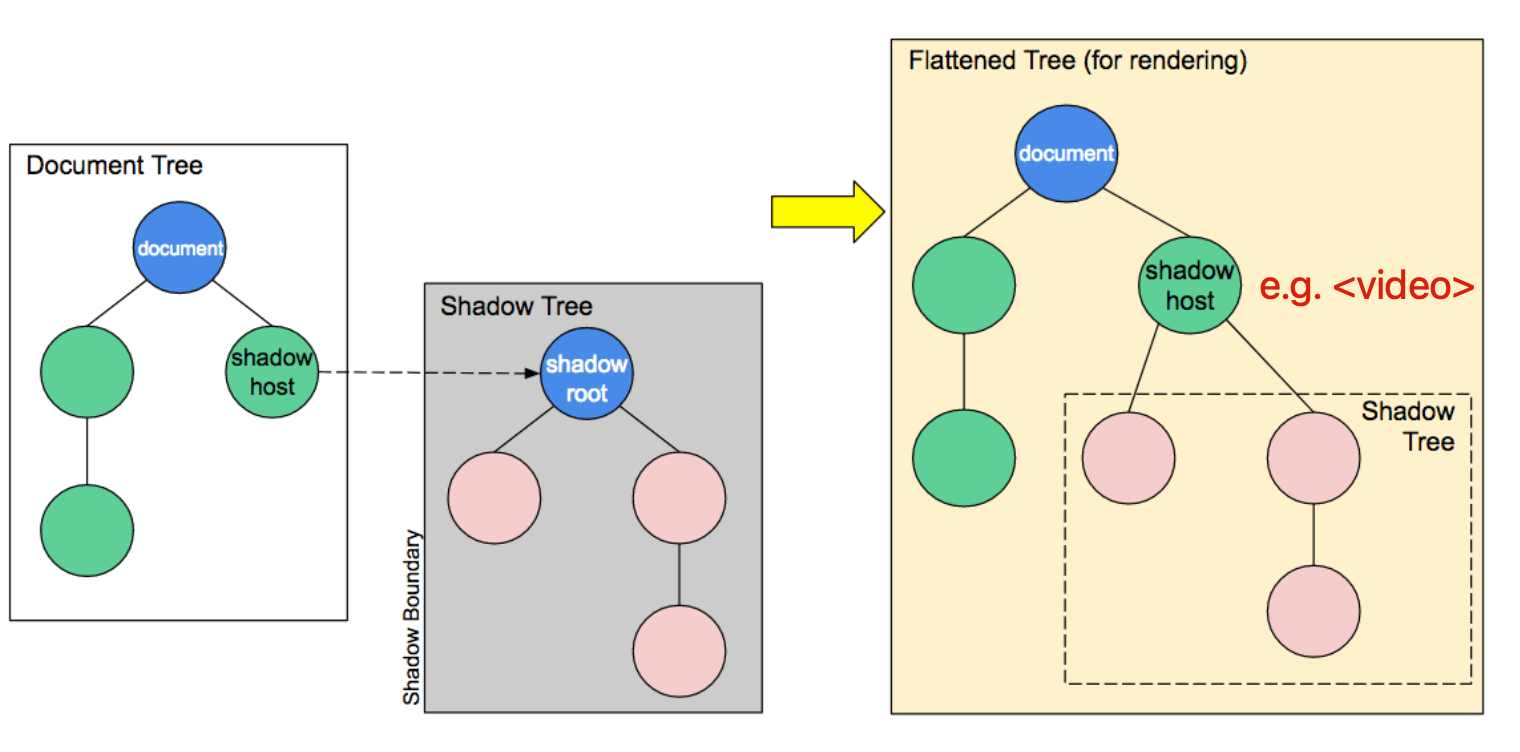 Document Tree
document
shadow
host
Shadow Tree
shadow
root
Shadow Boundary
Flattened Tree (for rendering)
document
shadow
host
e.g. <video>
Shadow
Tree